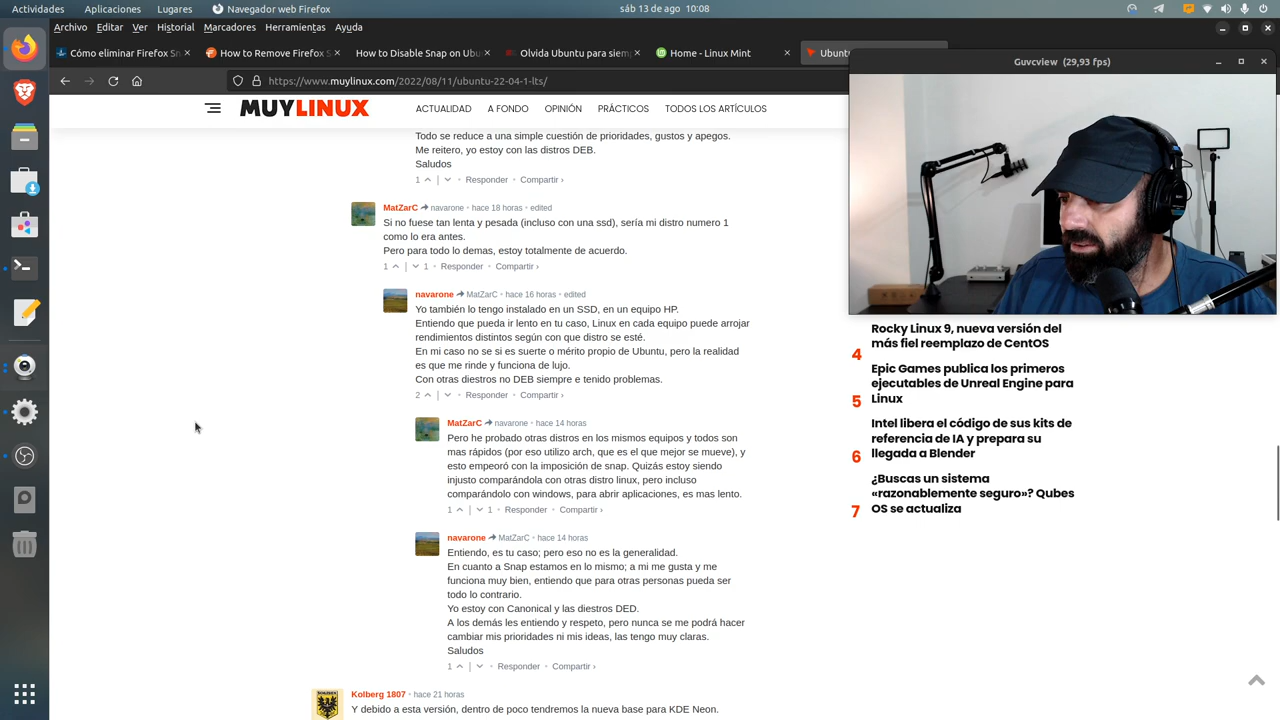 Actividades
Aplicaciones
Lugares
sáb 13 de ago 10:08
Archivo Editar Ver Historial Marcadores Herramientas Ayuda
Cómo eliminar Firefox Sn
How to Remove Firefox S
How to Disable Snap on Ubu
Olvida Ubuntu para siem
Home - Linux Mint
Ubunt
https://www.muylinux.com/2022/08/11/ubuntu-22-04-1-lts/
Guvcview (29,93 fps)
MUYLINUX
ACTUALIDAD A FONDO OPINIÓN PRÁCTICOS TODOS LOS ARTÍCULOS
Todo se reduce a una simple cuestión de prioridades, gustos y apegos.
Me reitero, yo estoy con las distros DEB.
Saludos
1 | • Responder • Compartir ›
MatZarC navarone • hace 18 horas • edited
Si no fuese tan lenta y pesada (incluso con una ssd), sería mi distro numero 1
como lo era antes.
Pero para todo lo demas, estoy totalmente de acuerdo.
1 | 1 • Responder • Compartir ›
navarone MatZarC • hace 16 horas • edited
Yo también lo tengo instalado en un SSD, en un equipo HP.
Entiendo que pueda ir lento en tu caso, Linux en cada equipo puede arrojar
rendimientos distintos según con que distro se esté.
En mi caso no se si es suerte o mérito propio de Ubuntu, pero la realidad
es que me rinde y funciona de lujo.
Con otras diestros no DEB siempre e tenido problemas.
2 | • Responder • Compartir ›
MatZarC navarone • hace 14 horas
Pero he probado otras distros en los mismos equipos y todos son
mas rápidos (por eso utilizo arch, que es el que mejor se mueve), y
esto empeoró con la imposición de snap. Quizás estoy siendo
injusto comparándola con otras distro linux, pero incluso
comparándolo con windows, para abrir aplicaciones, es mas lento.
1 | 1 • Responder • Compartir ›
navarone MatZarC • hace 14 horas
Entiendo, es tu caso; pero eso no es la generalidad.
En cuanto a Snap estamos en lo mismo; a mi me gusta y me
funciona muy bien, entiendo que para otras personas pueda ser
todo lo contrario.
Yo estoy con Canonical y las diestros DED.
A los demás les entiendo y respeto, pero nunca se me podrá hacer
cambiar mis prioridades ni mis ideas, las tengo muy claras.
Saludos
1 | • Responder • Compartir ›
Kolberg 1807 • hace 21 horas
Y debido a esta versión, dentro de poco tendremos la nueva base para KDE Neon.
4 Rocky Linux 9, nueva versión del
más fiel reemplazo de CentOS
5 Epic Games publica los primeros
ejecutables de Unreal Engine para
Linux
6 Intel libera el código de sus kits de
referencia de IA y prepara su
llegada a Blender
7 ¿Buscas un sistema
«razonablemente seguro»? Qubes
OS se actualiza